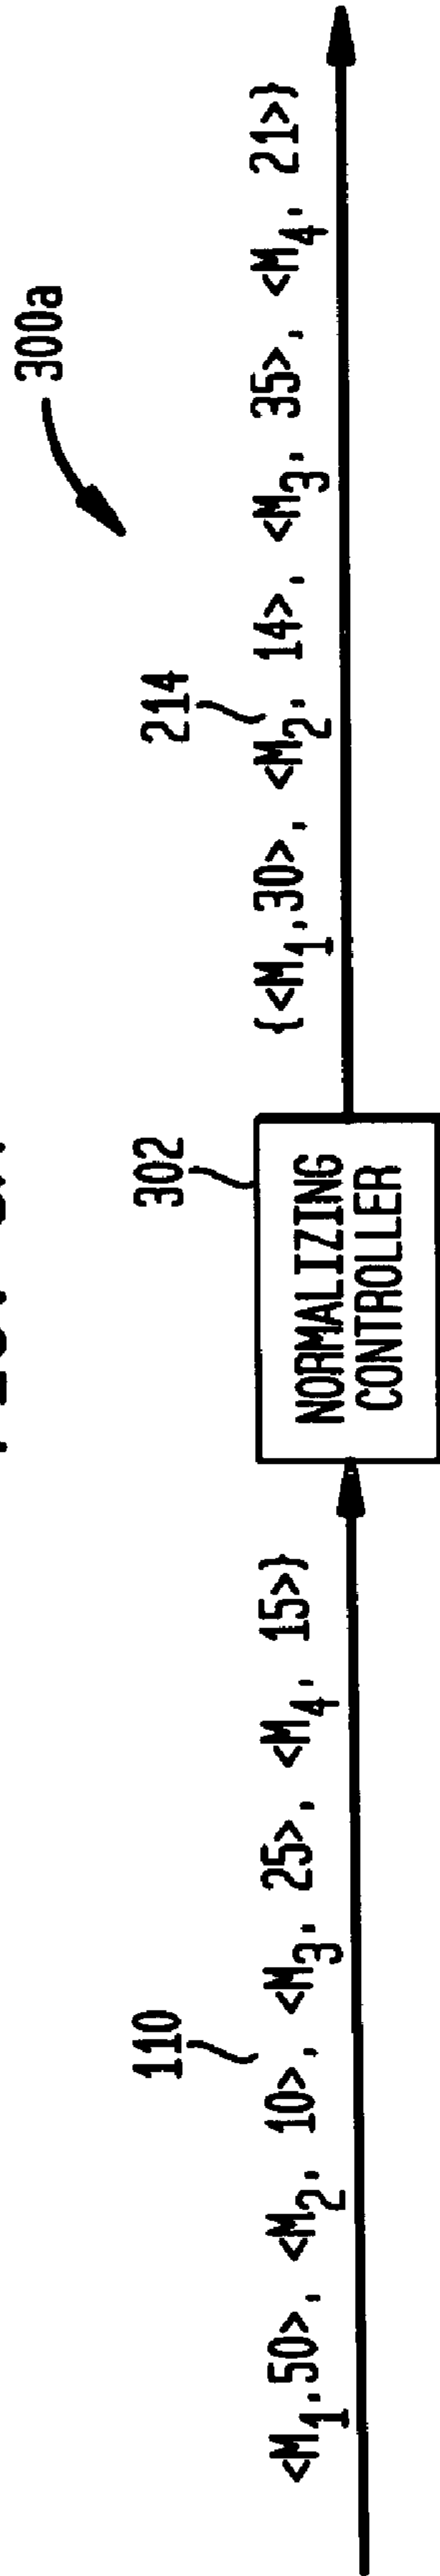 300a
110
<M1,50>, <M2, 10>, <M3, 25>, <M4, 15>}
302
NORMALIZING
CONTROLLER
214
{<M1,30>, <M2, 14>, <M3, 35>, <M4, 21>}